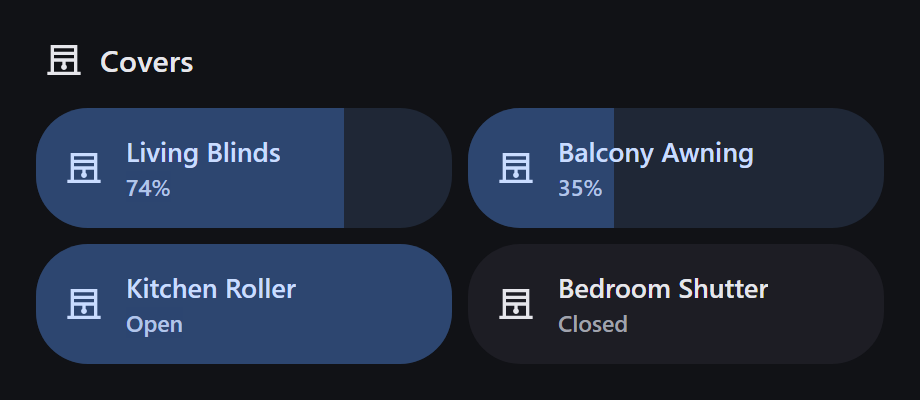 Covers
Living Blinds
74%
Balcony Awning
35%
Kitchen Roller
Open
Bedroom Shutter
Closed